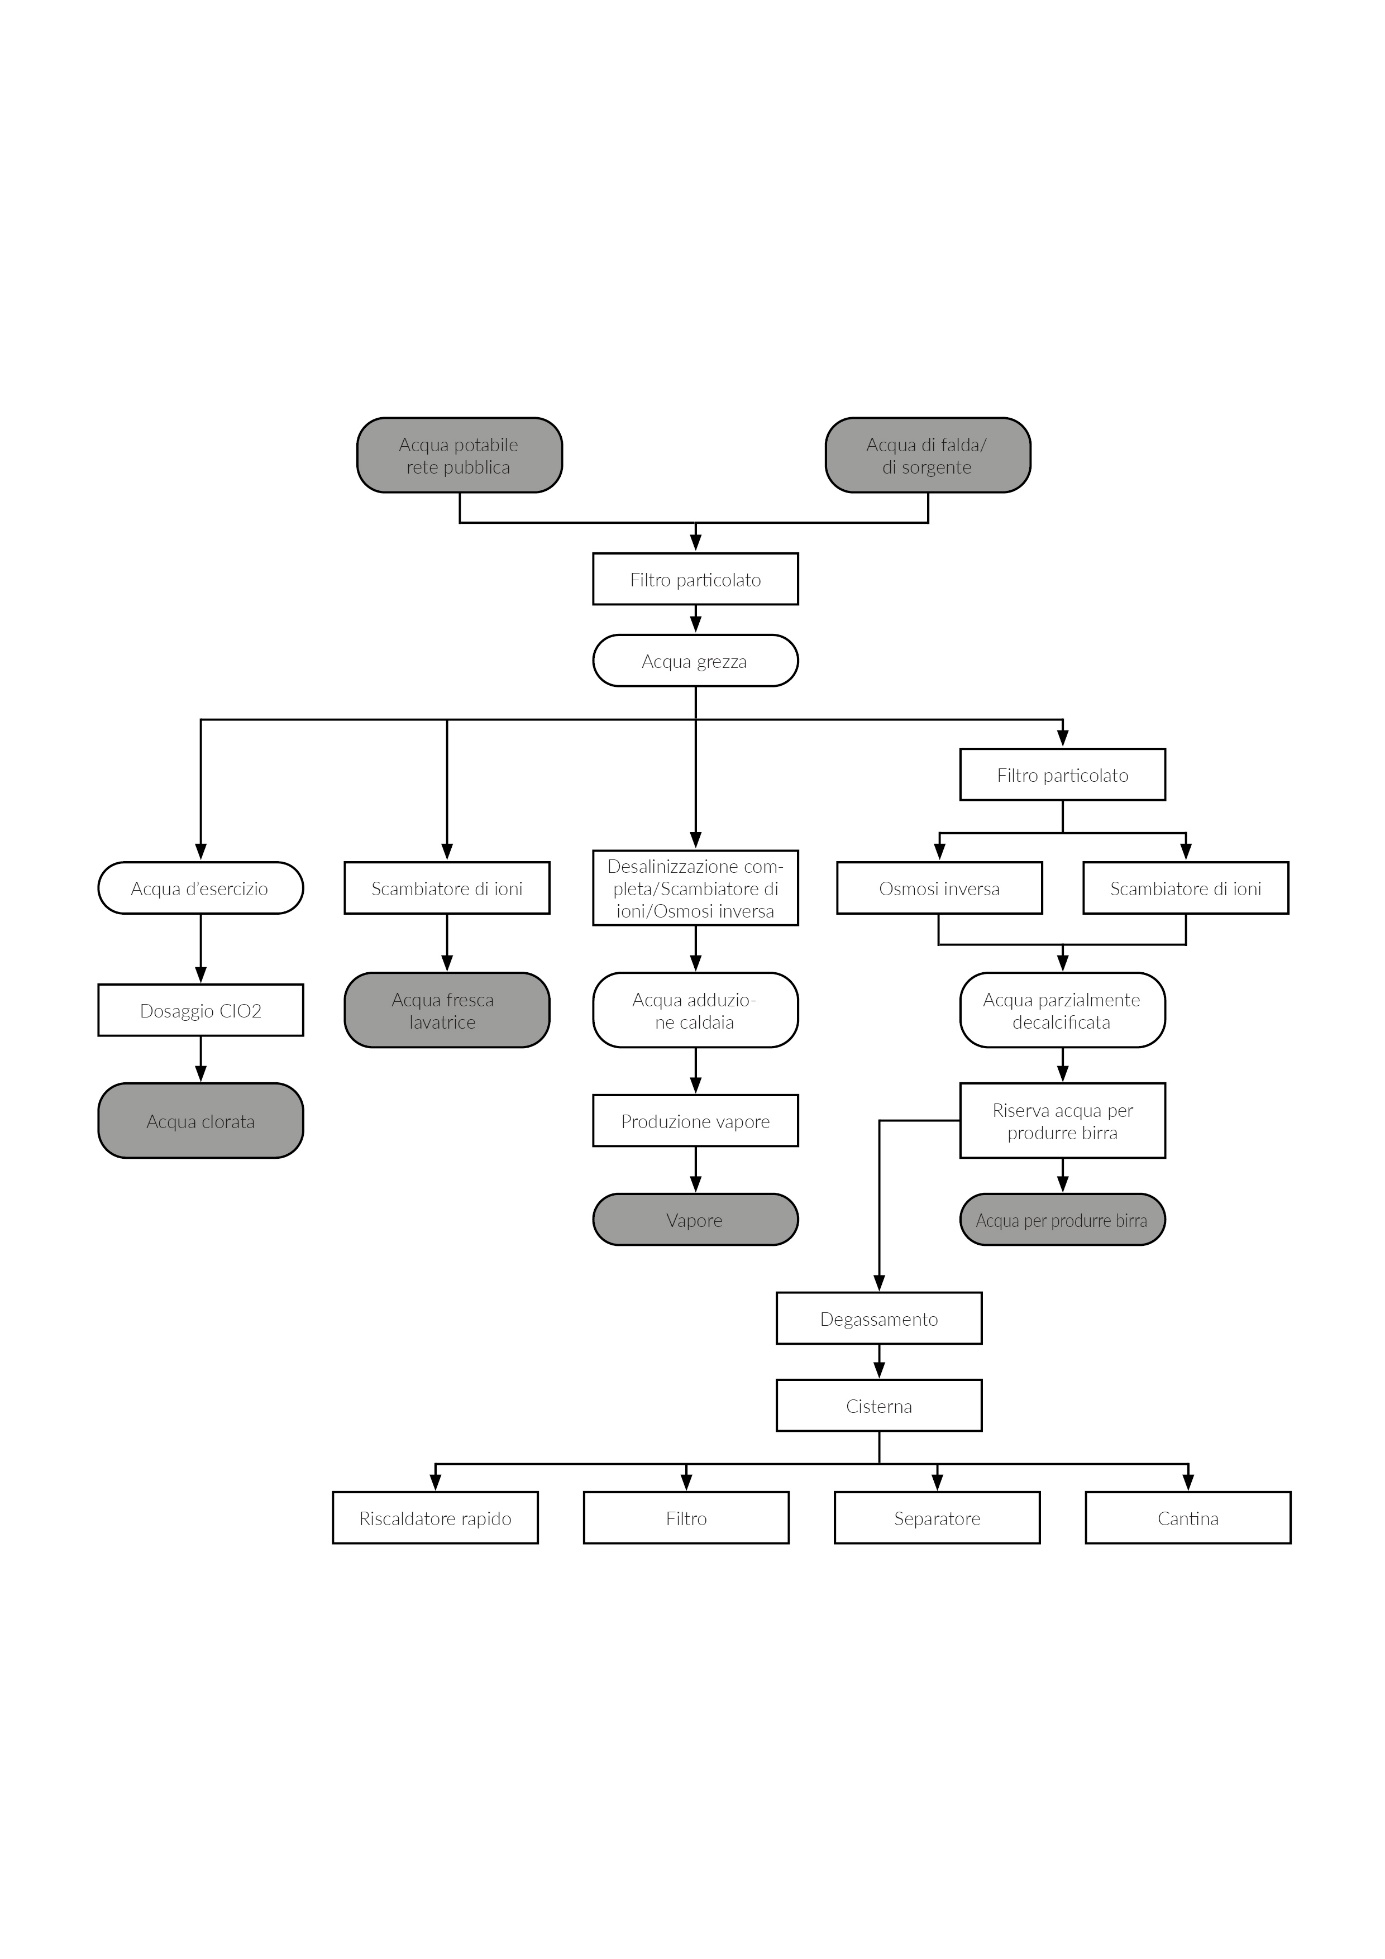 Acqua potabile
rete pubblica
Acqua di falda/
di sorgente
Filtro particolato
Acqua grezza
Filtro particolato
Acqua d'esercizio
Scambiatore di ioni
Desalinizzazione com-
pleta/Scambiatore di
ioni/Osmosi inversa
Osmosi inversa
Scambiatore di ioni
Dosaggio ClO2
Acqua fresca
lavatrice
Acqua adduzio-
ne caldaia
Acqua parzialmente
decalcificata
Acqua clorata
Produzione vapore
Riserva acqua per
produrre birra
Vapore
Acqua per produrre birra
Degassamento
Cisterna
Riscaldatore rapido
Filtro
Separatore
Cantina